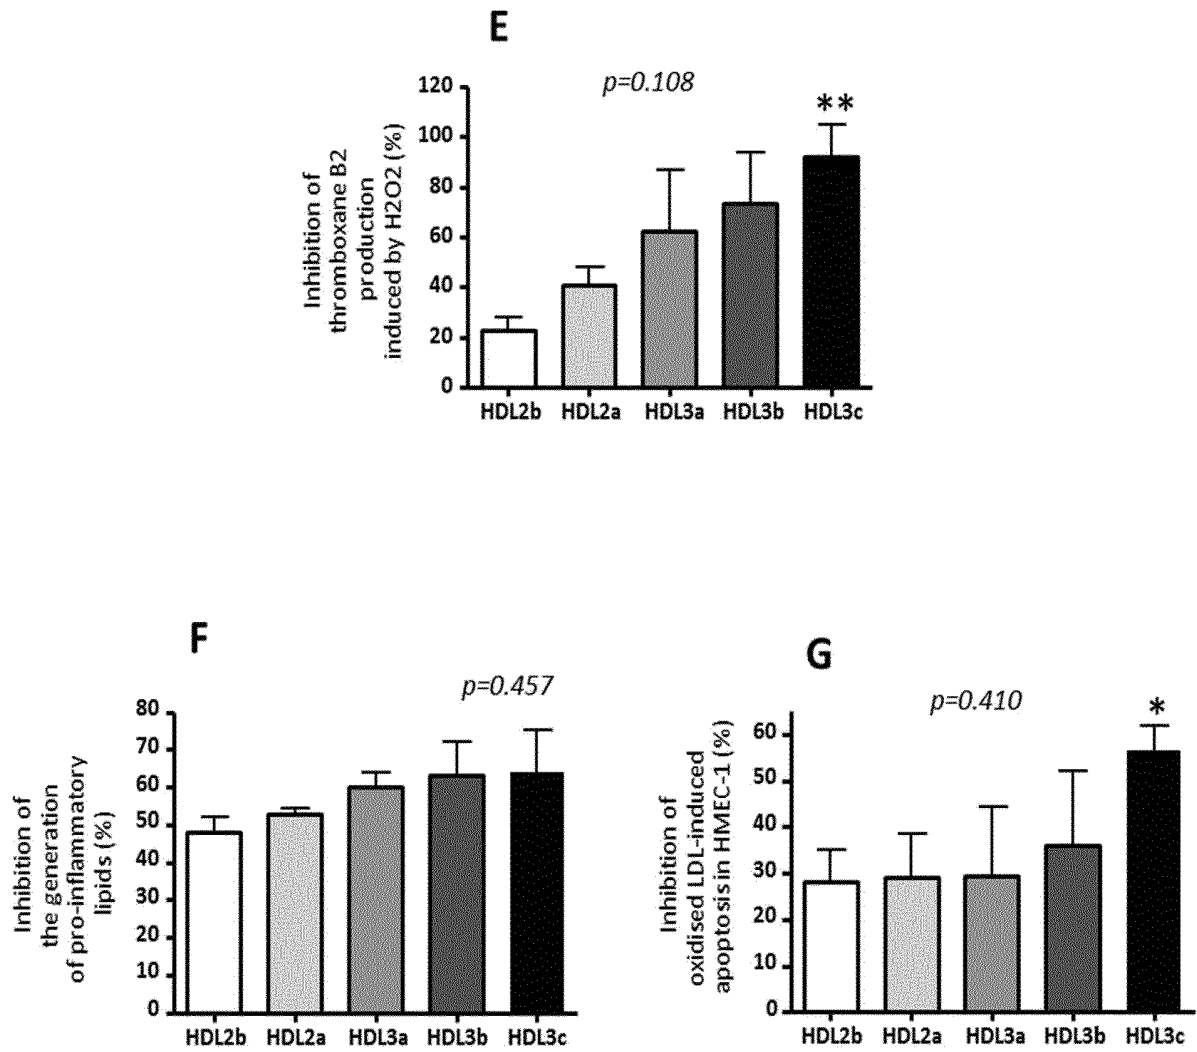 E
p=0.108
**
Inhibition of
thromboxane B2
production
induced by H2O2 (%)
120
100
80
60
40
20
0
HDL2b HDL2a HDL3a HDL3b HDL3c
F
p=0.457
Inhibition of
the generation
of pro-inflammatory
lipids (%)
80
70
60
50
40
30
20
10
0
HDL2b HDL2a HDL3a HDL3b HDL3c
G
p=0.410
*
Inhibition of
oxidised LDL-induced
apoptosis in HMEC-1 (%)
60
50
40
30
20
10
0
HDL2b HDL2a HDL3a HDL3b HDL3c